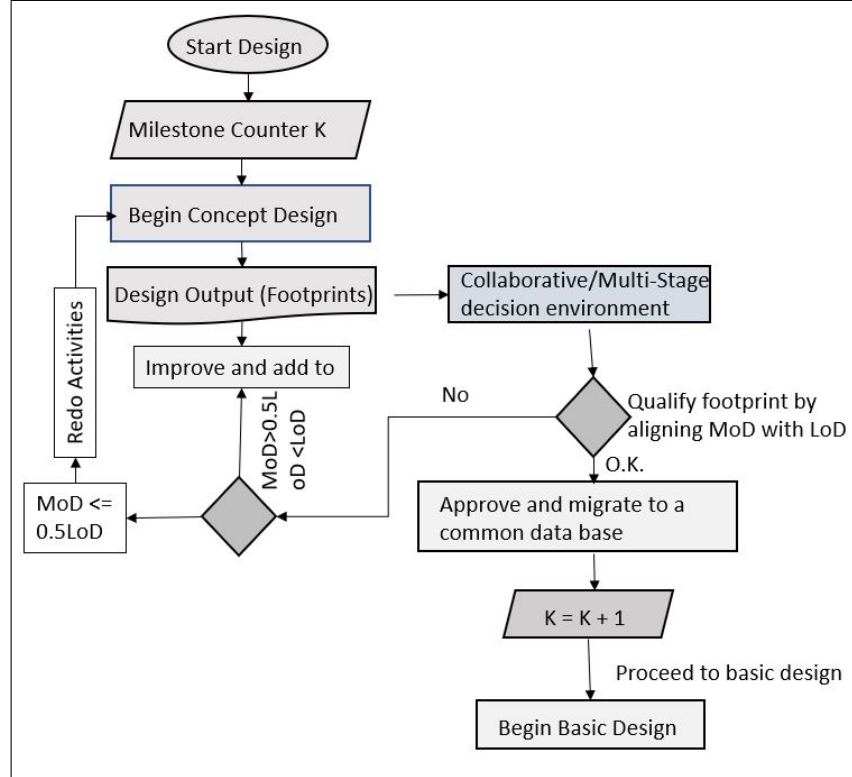 Start Design
Milestone Counter K
Begin Concept Design
Design Output (Footprints)
Collaborative/Multi-Stage
decision environment
Improve and add to
Redo Activities
No
Qualify footprint by
aligning MoD with LoD
MoD>0.5L
oD <LoD
O.K.
MoD <=
0.5LoD
Approve and migrate to a
common data base
K = K + 1
Proceed to basic design
Begin Basic Design